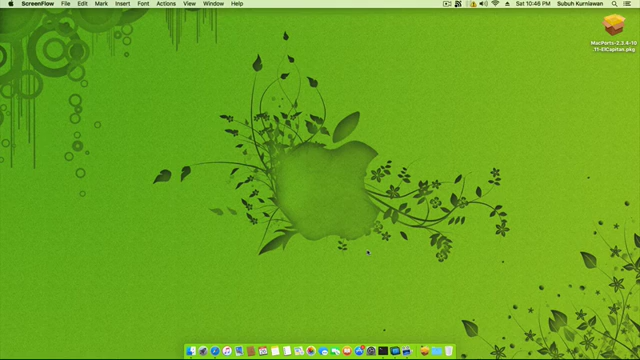 ScreenFlow File Edit Mark Insert Font Actions View Window Help
Sat 10:46 PM Subuh Kurniawan
MacPorts-2.3.4-10
.11-ElCapitan.pkg